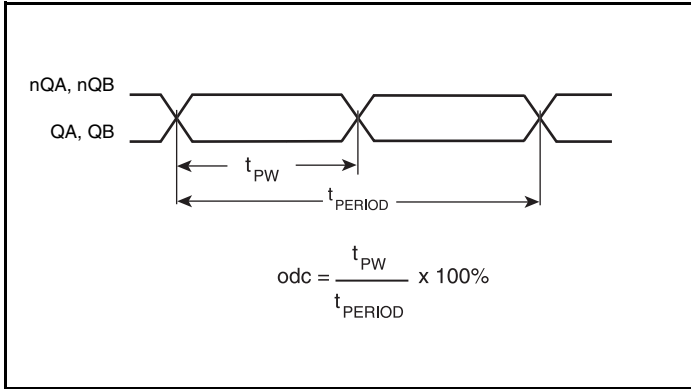 nQA, nQB
QA, QB
tPW
tPERIOD
odc = tPW / tPERIOD x 100%